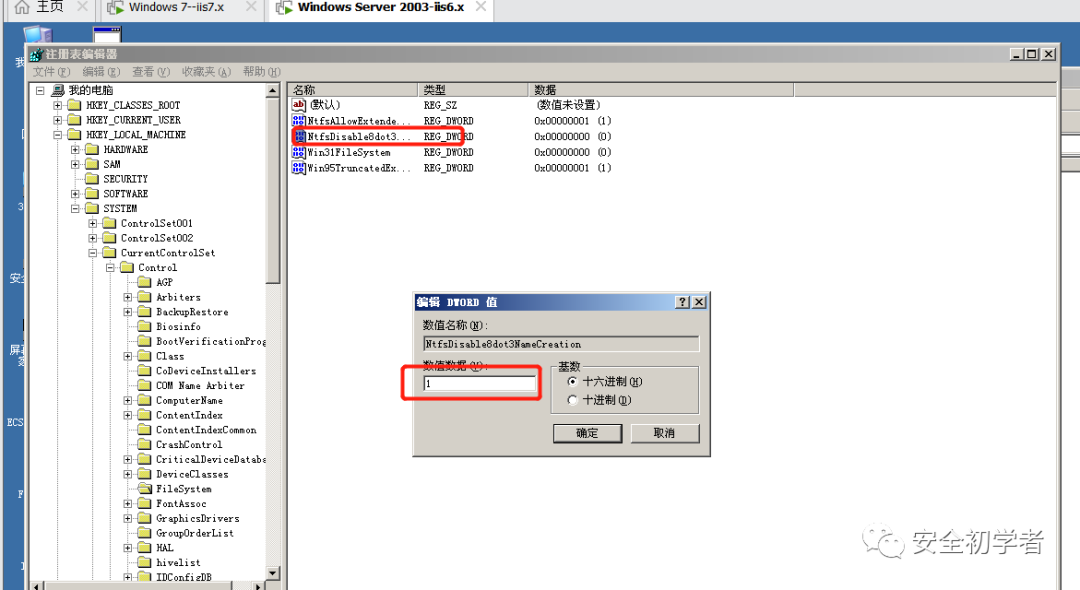 主页
Windows 7--iis7.x
Windows Server 2003-iis6.x
注册表编辑器
文件(F) 编辑(E) 查看(V) 收藏夹(A) 帮助(H)
我的电脑
HKEY_CLASSES_ROOT
HKEY_CURRENT_USER
HKEY_LOCAL_MACHINE
HARDWARE
SAM
SECURITY
SOFTWARE
SYSTEM
ControlSet001
ControlSet002
CurrentControlSet
Control
AGP
Arbiters
BackupRestore
Biosinfo
BootVerificationProg
Class
CoDeviceInstallers
COM Name Arbiter
ComputerName
ContentIndex
ContentIndexCommon
CrashControl
CriticalDeviceDataba
DeviceClasses
FileSystem
FontAssoc
GraphicsDrivers
GroupOrderList
HAL
hivelist
IDConfigDB
名称 类型 数据
(默认) REG_SZ (数值未设置)
NtfsAllowExtende... REG_DWORD 0x00000001 (1)
NtfsDisable8dot3... REG_DWORD 0x00000000 (0)
Win31FileSystem REG_DWORD 0x00000000 (0)
Win95TruncatedEx... REG_DWORD 0x00000001 (1)
编辑 DWORD 值
数值名称(N):
NtfsDisable8dot3NameCreation
数值数据(V):
1
基数
十六进制(H)
十进制(D)
确定 取消
ECS
安全初学者